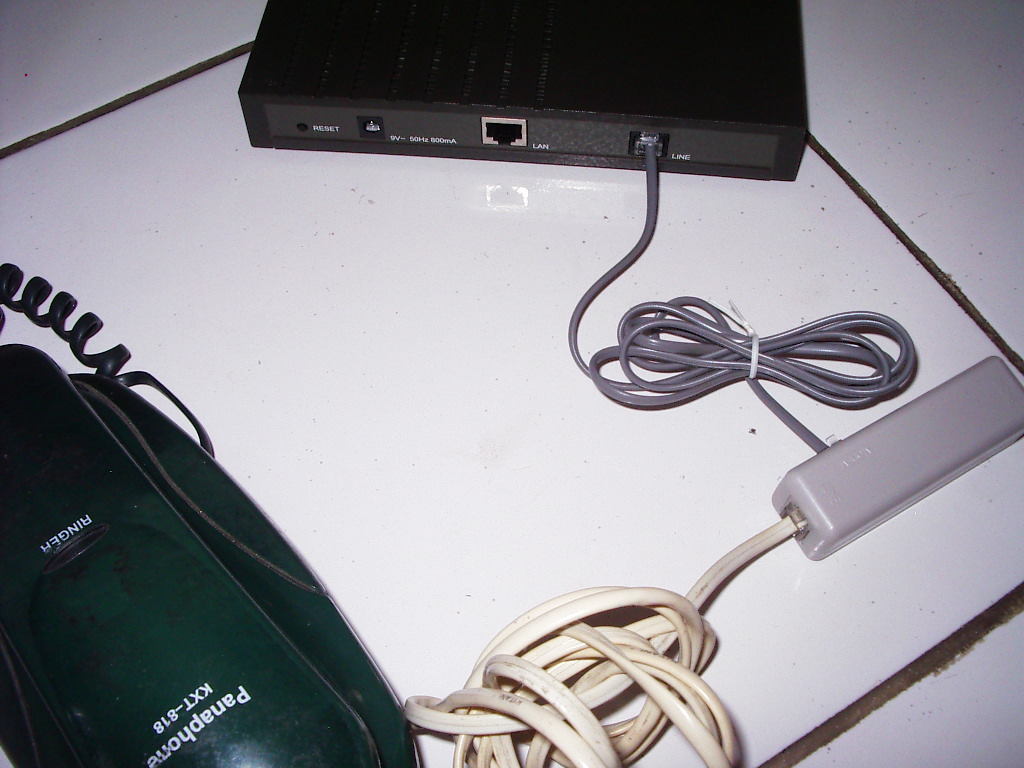 RESET
9V~ 50Hz 800mA
LAN
LINE
RINGER
Panaphone
KXT-818